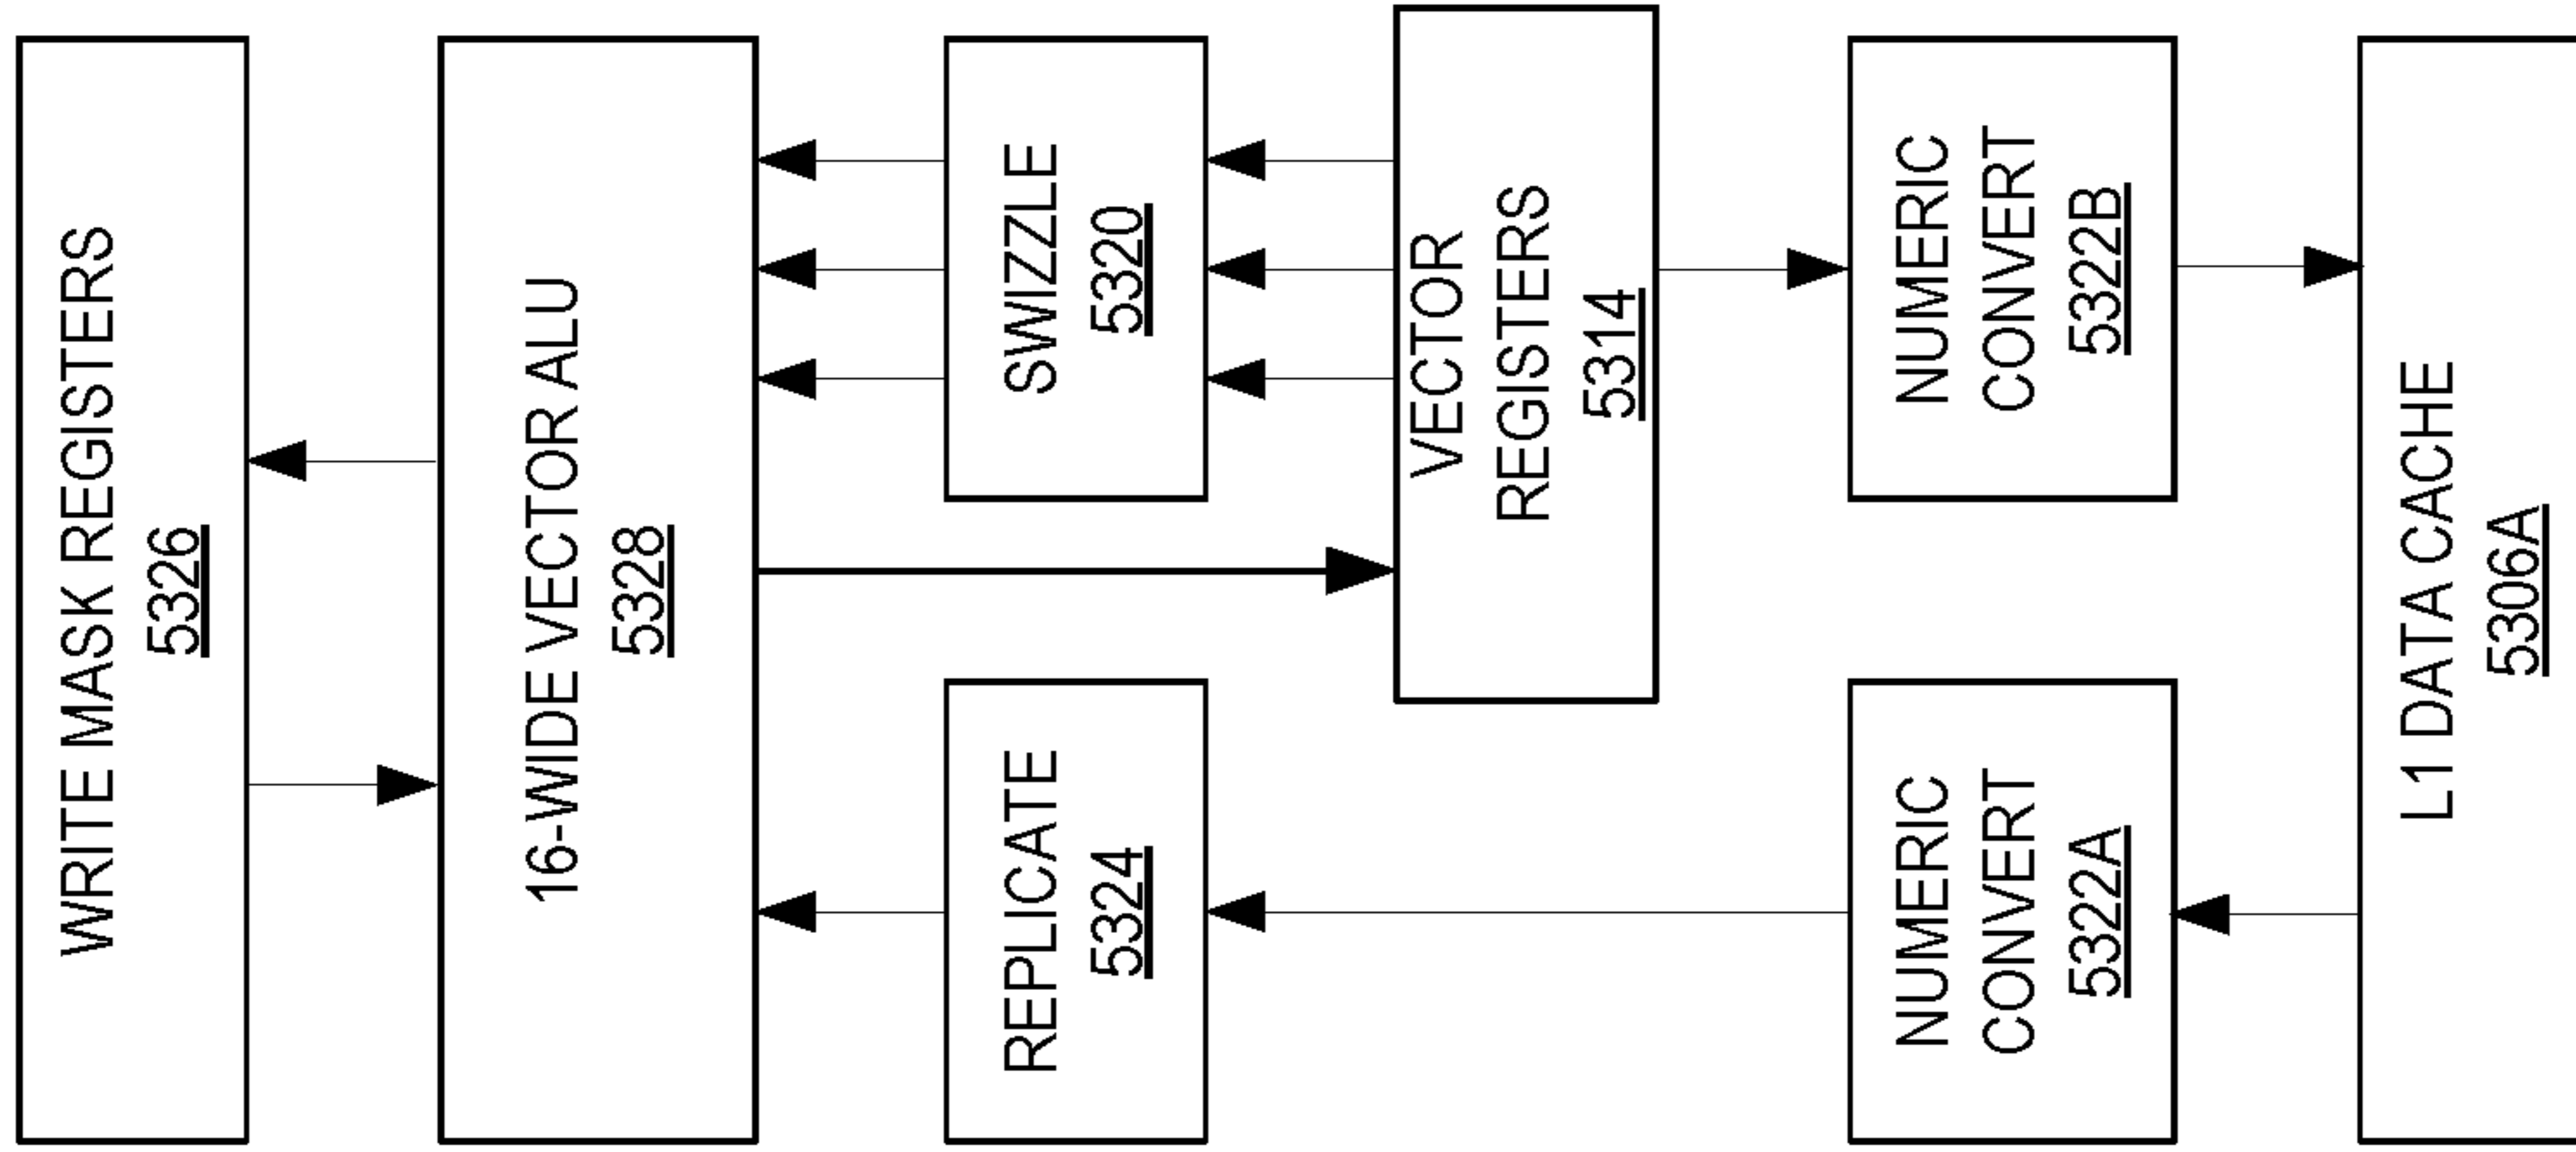 WRITE MASK REGISTERS
5326
16-WIDE VECTOR ALU
5328
REPLICATE
5324
SWIZZLE
5320
VECTOR
REGISTERS
5314
NUMERIC
CONVERT
5322A
NUMERIC
CONVERT
5322B
L1 DATA CACHE
5306A